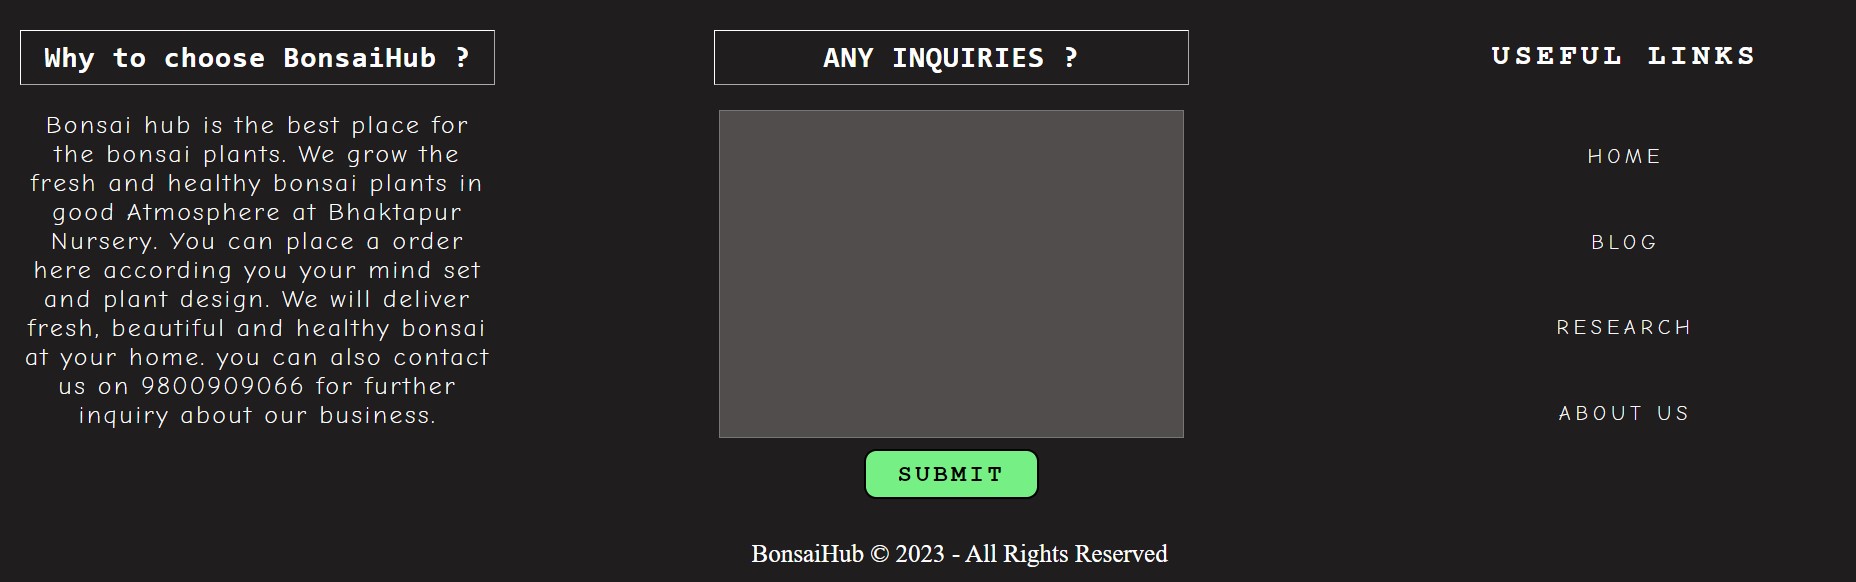 Why to choose BonsaiHub ?
Bonsai hub is the best place for
the bonsai plants. We grow the
fresh and healthy bonsai plants in
good Atmosphere at Bhaktapur
Nursery. You can place a order
here according you your mind set
and plant design. We will deliver
fresh, beautiful and healthy bonsai
at your home. you can also contact
us on 9800909066 for further
inquiry about our business.
ANY INQUIRIES ?
SUBMIT
USEFUL LINKS
HOME
BLOG
RESEARCH
ABOUT US
BonsaiHub © 2023 - All Rights Reserved